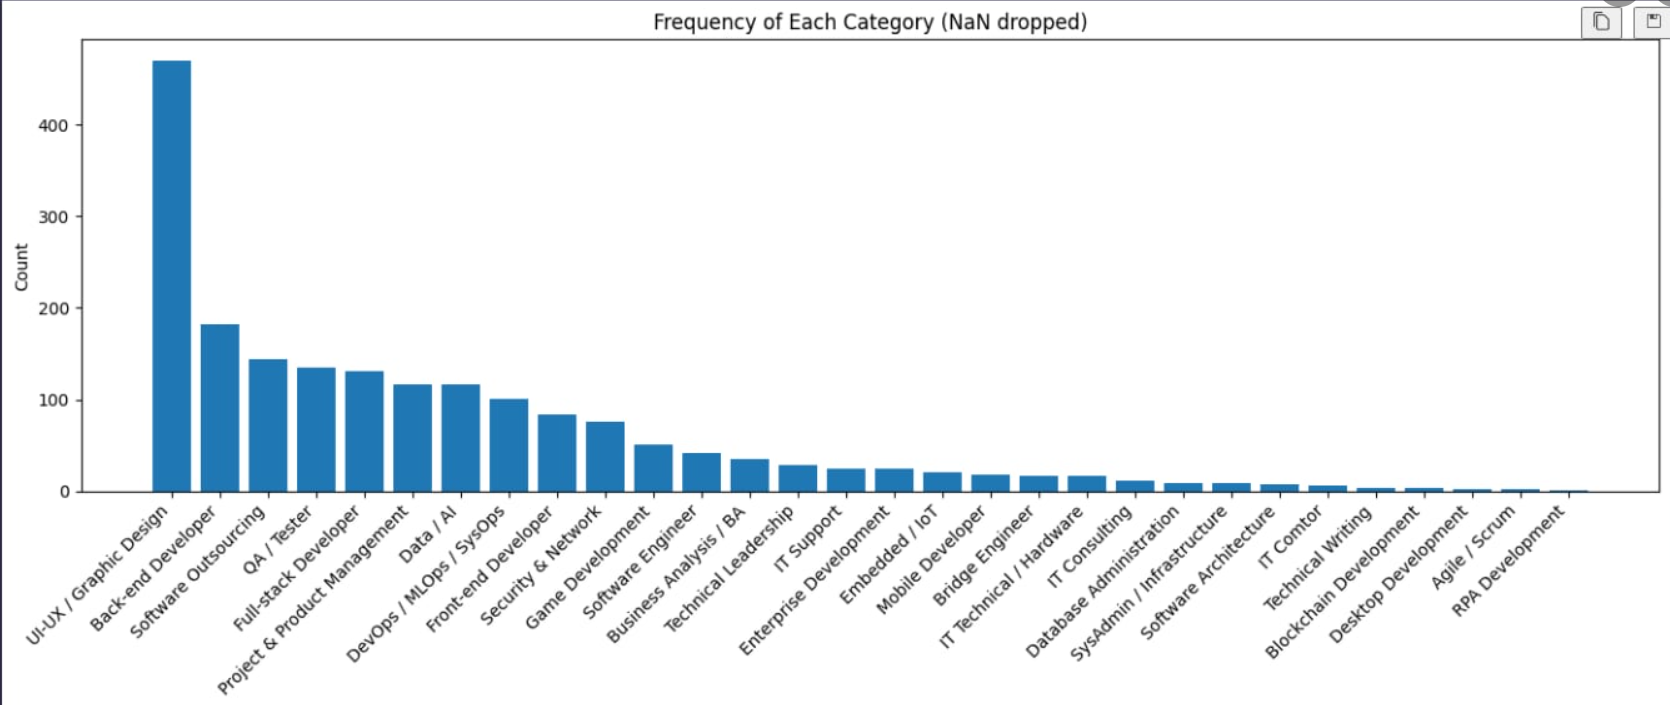 Frequency of Each Category (NaN dropped)
Count
400
300
200
100
0
UI-UX / Graphic Design
Back-end Developer
Software Outsourcing
QA / Tester
Full-stack Developer
Project & Product Management
Data / AI
DevOps / MLOps / SysOps
Front-end Developer
Security & Network
Game Development
Software Engineer
Business Analysis / BA
Technical Leadership
IT Support
Enterprise Development
Embedded / IoT
Mobile Developer
Bridge Engineer
IT Technical / Hardware
IT Consulting
Database Administration
SysAdmin / Infrastructure
Software Architecture
IT Comtor
Technical Writing
Blockchain Development
Desktop Development
Agile / Scrum
RPA Development